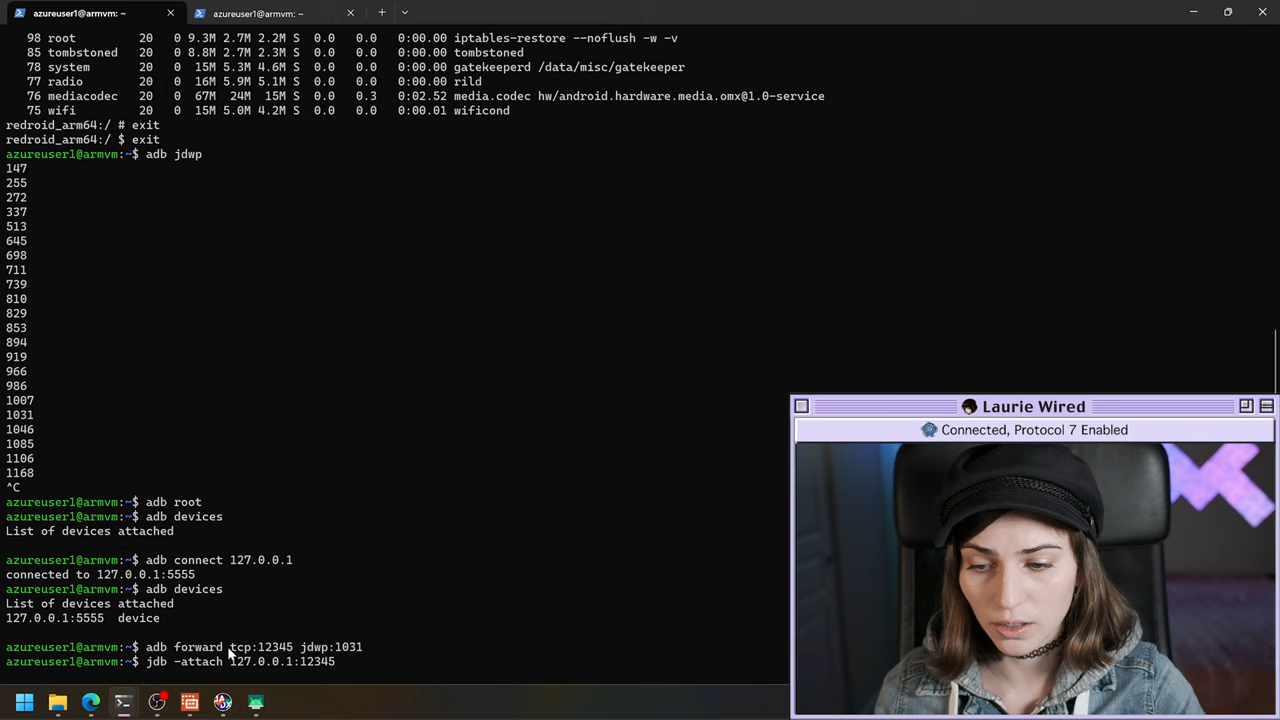 azureuser1@armvm: ~
azureuser1@armvm: ~
98 root 20 0 9.3M 2.7M 2.2M S 0.0 0.0 0:00.00 iptables-restore --noflush -w -v
85 tombstoned 20 0 8.8M 2.7M 2.3M S 0.0 0.0 0:00.00 tombstoned
78 system 20 0 15M 5.3M 4.6M S 0.0 0.0 0:00.00 gatekeeperd /data/misc/gatekeeper
77 radio 20 0 16M 5.9M 5.1M S 0.0 0.0 0:00.00 rild
76 mediacodec 20 0 67M 24M 15M S 0.0 0.3 0:02.52 media.codec hw/android.hardware.media.omx@1.0-service
75 wifi 20 0 15M 5.0M 4.2M S 0.0 0.0 0:00.01 wificond
redroid_arm64:/ # exit
redroid_arm64:/ $ exit
azureuser1@armvm:~$ adb jdwp
147
255
272
337
513
645
698
711
739
810
829
853
894
919
966
986
1007
1031
1046
1085
1106
1168
^C
azureuser1@armvm:~$ adb root
azureuser1@armvm:~$ adb devices
List of devices attached
azureuser1@armvm:~$ adb connect 127.0.0.1
connected to 127.0.0.1:5555
azureuser1@armvm:~$ adb devices
List of devices attached
127.0.0.1:5555 device
azureuser1@armvm:~$ adb forward tcp:12345 jdwp:1031
azureuser1@armvm:~$ jdb -attach 127.0.0.1:12345
Laurie Wired
Connected, Protocol 7 Enabled